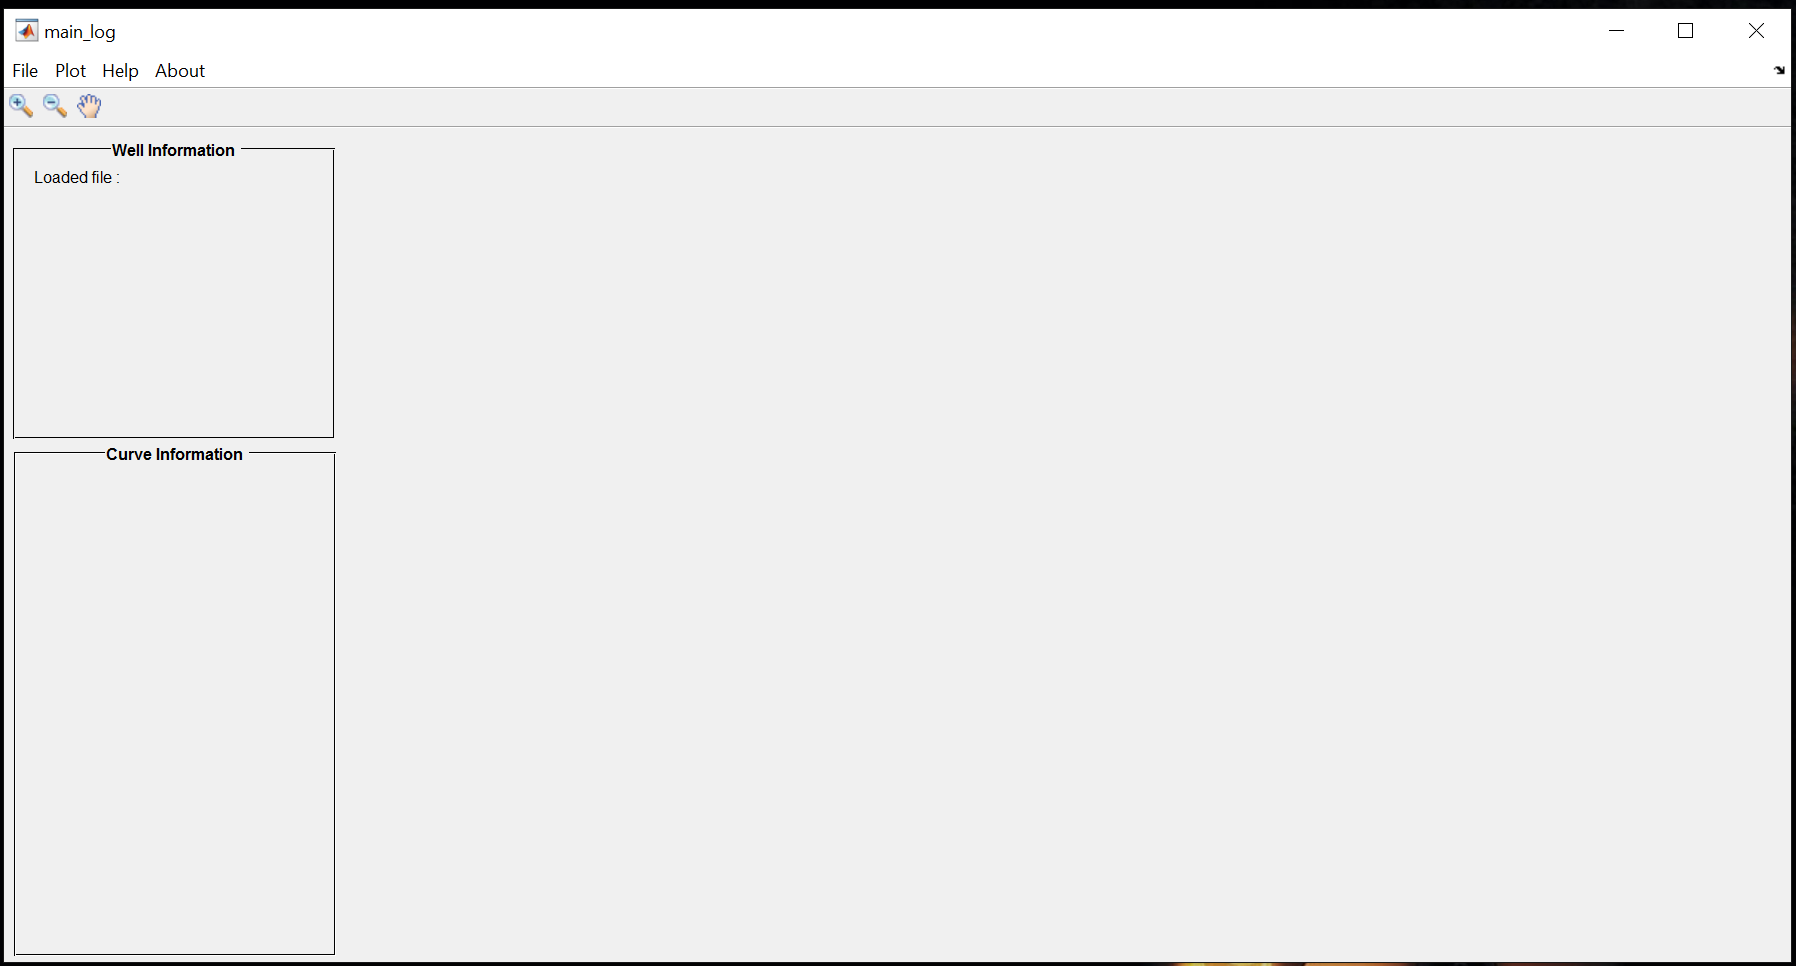 main_log
File Plot Help About
Well Information
Loaded file :
Curve Information